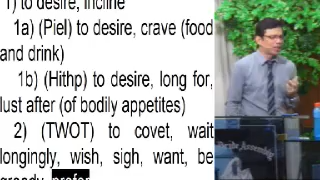 1) to desire, incline
1a) (Piel) to desire, crave (food
and drink)
1b) (Hithp) to desire, long for,
lust after (of bodily appetites)
2) (TWOT) to covet, wait
longingly, wish, sigh, want, be
greedy, prefer